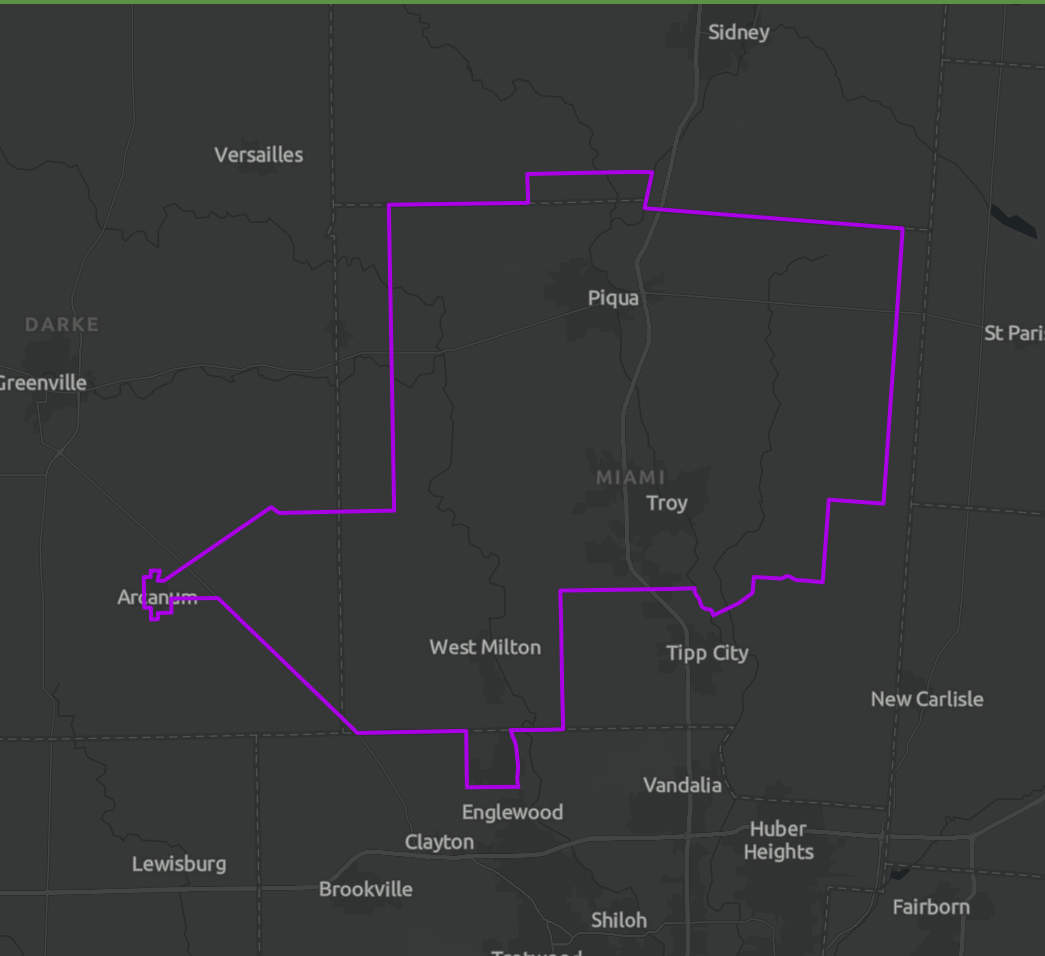 Sidney
Versailles
Piqua
DARKE
St Paris
Greenville
MIAMI
Troy
Arcanum
West Milton
Tipp City
New Carlisle
Vandalia
Englewood
Huber
Heights
Clayton
Lewisburg
Brookville
Fairborn
Shiloh
Trotwood